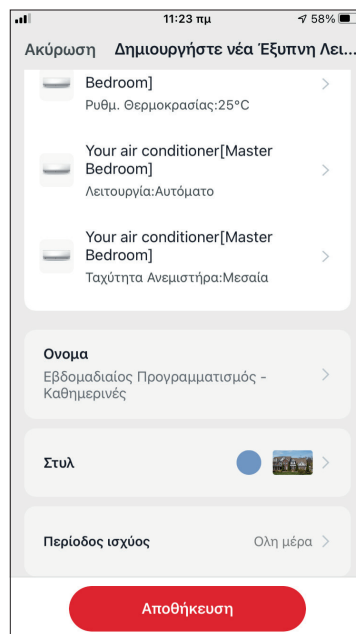 11:23 πμ
58%
Ακύρωση Δημιουργήστε νέα Έξυπνη Λει...
Bedroom]
Ρυθμ. Θερμοκρασίας:25°C
Your air conditioner[Master
Bedroom]
Λειτουργία:Αυτόματο
Your air conditioner[Master
Bedroom]
Ταχύτητα Ανεμιστήρα:Μεσαία
Ονομα
Εβδομαδιαίος Προγραμματισμός -
Καθημερινές
Στυλ
Περίοδος ισχύος
Ολη μέρα
Αποθήκευση